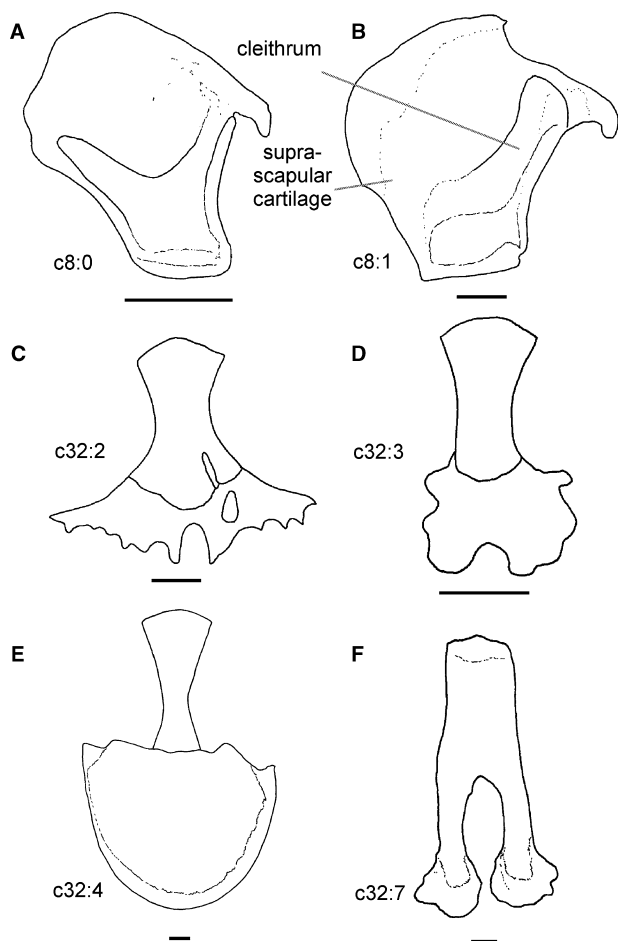 A
B
cleithrum
supra-
scapular
cartilage
c8:0
c8:1
C
D
c32:2
c32:3
E
F
c32:4
c32:7